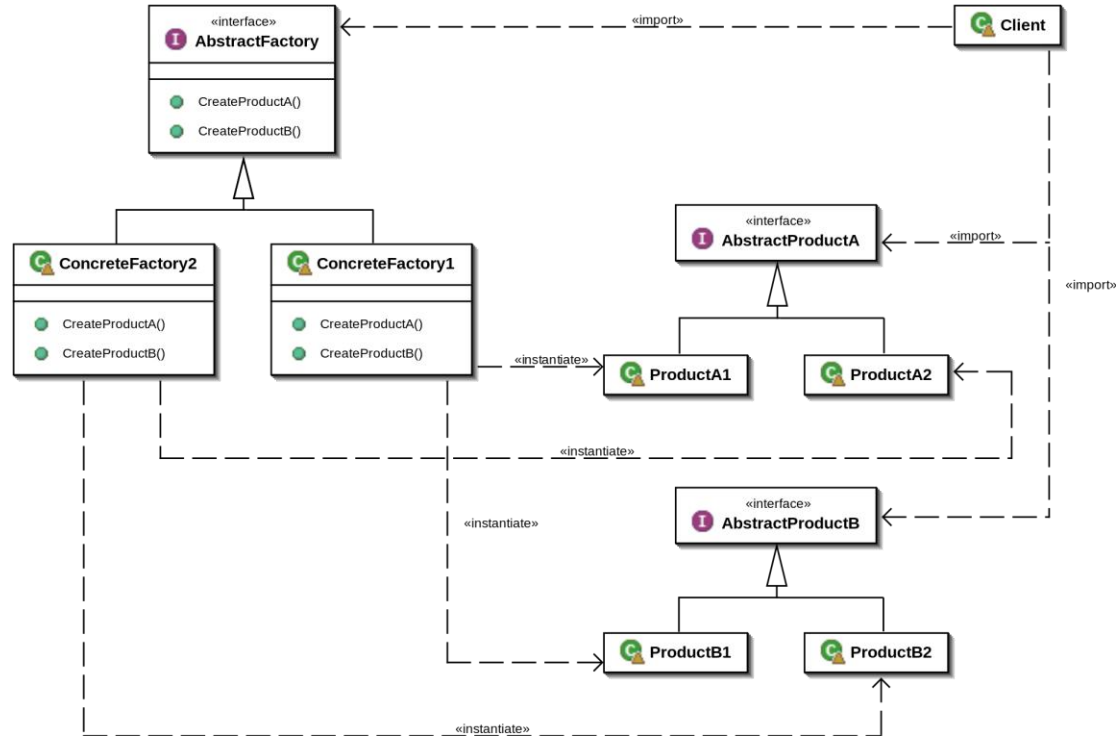 «interface»
AbstractFactory
CreateProductA()
CreateProductB()
«import»
Client
ConcreteFactory2
CreateProductA()
CreateProductB()
ConcreteFactory1
CreateProductA()
CreateProductB()
«interface»
AbstractProductA
«import»
«import»
«instantiate»
ProductA1
ProductA2
«instantiate»
«interface»
AbstractProductB
«instantiate»
ProductB1
ProductB2
«instantiate»